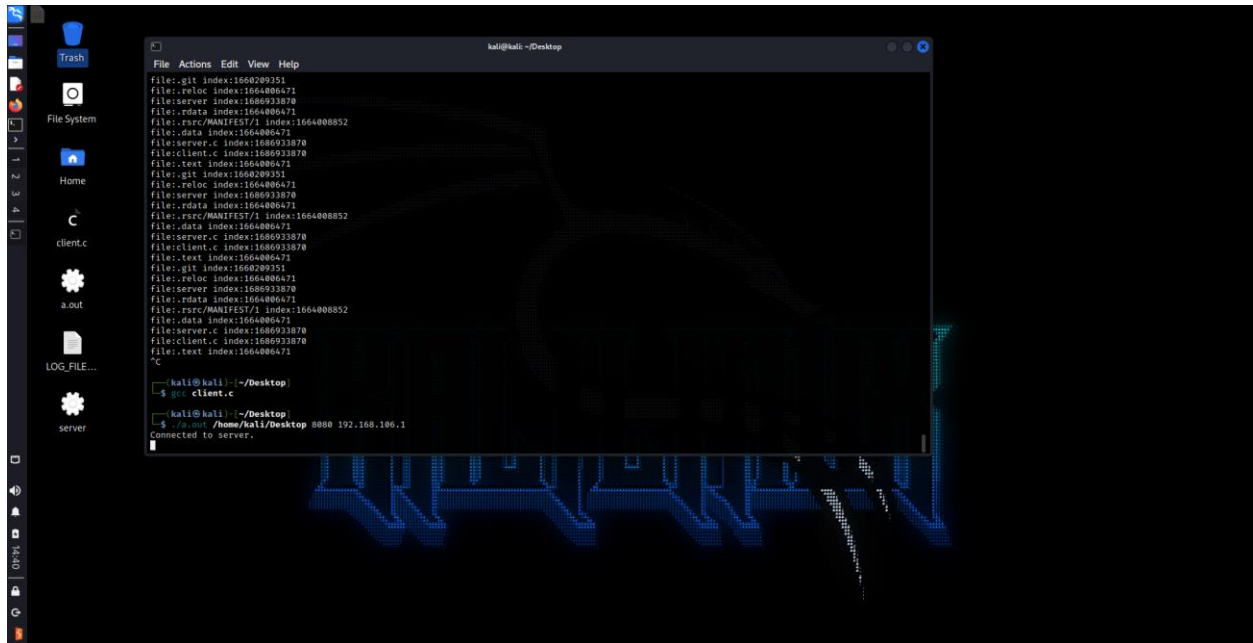 Trash
File System
Home
client.c
a.out
LOG_FILE...
server
1
2
3
4
14:40
kali@kali: ~/Desktop
File Actions Edit View Help
file:.git index:1660209351
file:.reloc index:1664006471
file:server index:1686933870
file:.rdata index:1664006471
file:.rsrc/MANIFEST/1 index:1664008852
file:.data index:1664006471
file:server.c index:1686933870
file:client.c index:1686933870
file:.text index:1664006471
file:.git index:1660209351
file:.reloc index:1664006471
file:server index:1686933870
file:.rdata index:1664006471
file:.rsrc/MANIFEST/1 index:1664008852
file:.data index:1664006471
file:server.c index:1686933870
file:client.c index:1686933870
file:.text index:1664006471
file:.git index:1660209351
file:.reloc index:1664006471
file:server index:1686933870
file:.rdata index:1664006471
file:.rsrc/MANIFEST/1 index:1664008852
file:.data index:1664006471
file:server.c index:1686933870
file:client.c index:1686933870
file:.text index:1664006471
^C
┌──(kali㉿kali)-[~/Desktop]
└─$ gcc client.c
┌──(kali㉿kali)-[~/Desktop]
└─$ ./a.out /home/kali/Desktop 8080 192.168.106.1
Connected to server.